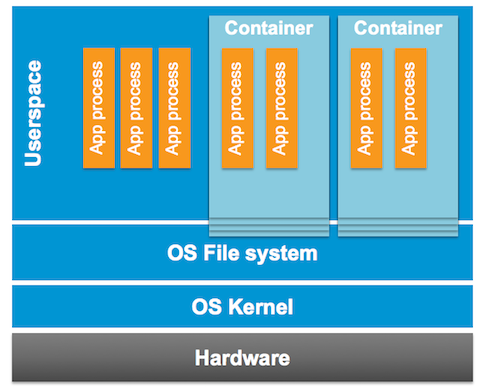 Container
Container
Userspace
App process
App process
App process
App process
App process
App process
App process
OS File system
OS Kernel
Hardware